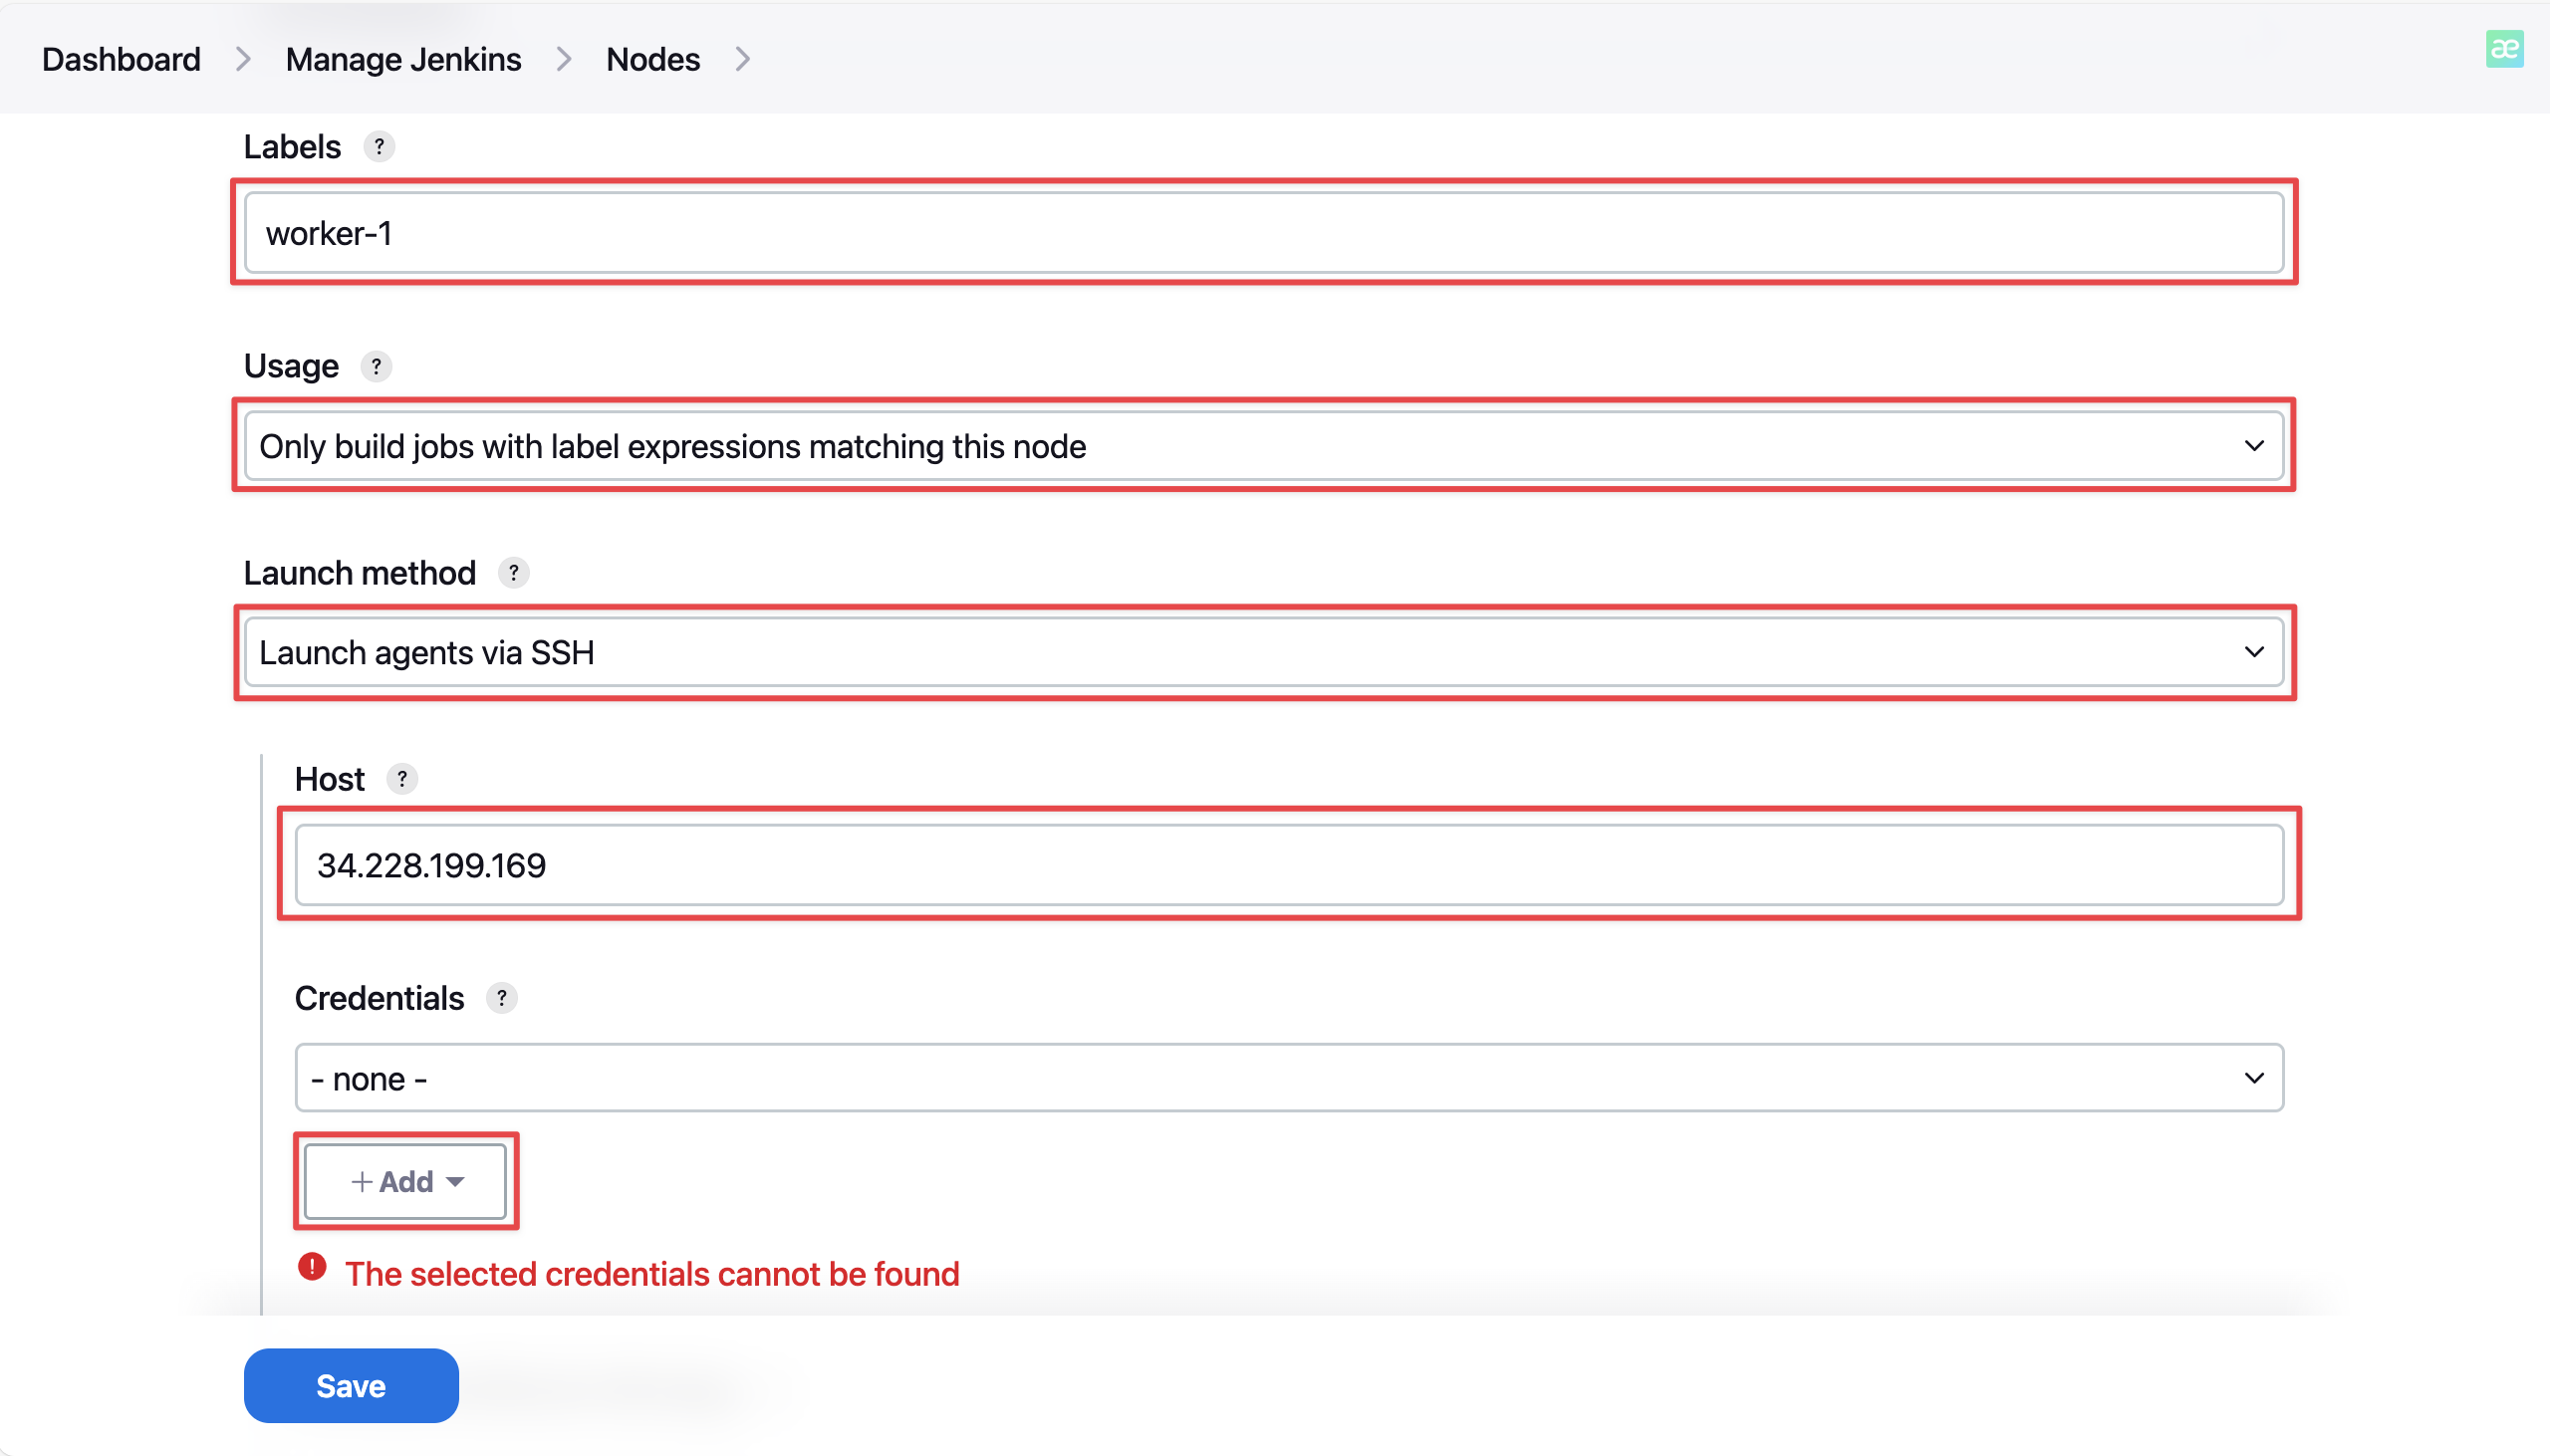 Dashboard > Manage Jenkins > Nodes >
æ
Labels ?
worker-1
Usage ?
Only build jobs with label expressions matching this node
Launch method ?
Launch agents via SSH
Host ?
34.228.199.169
Credentials ?
- none -
+ Add
! The selected credentials cannot be found
Save